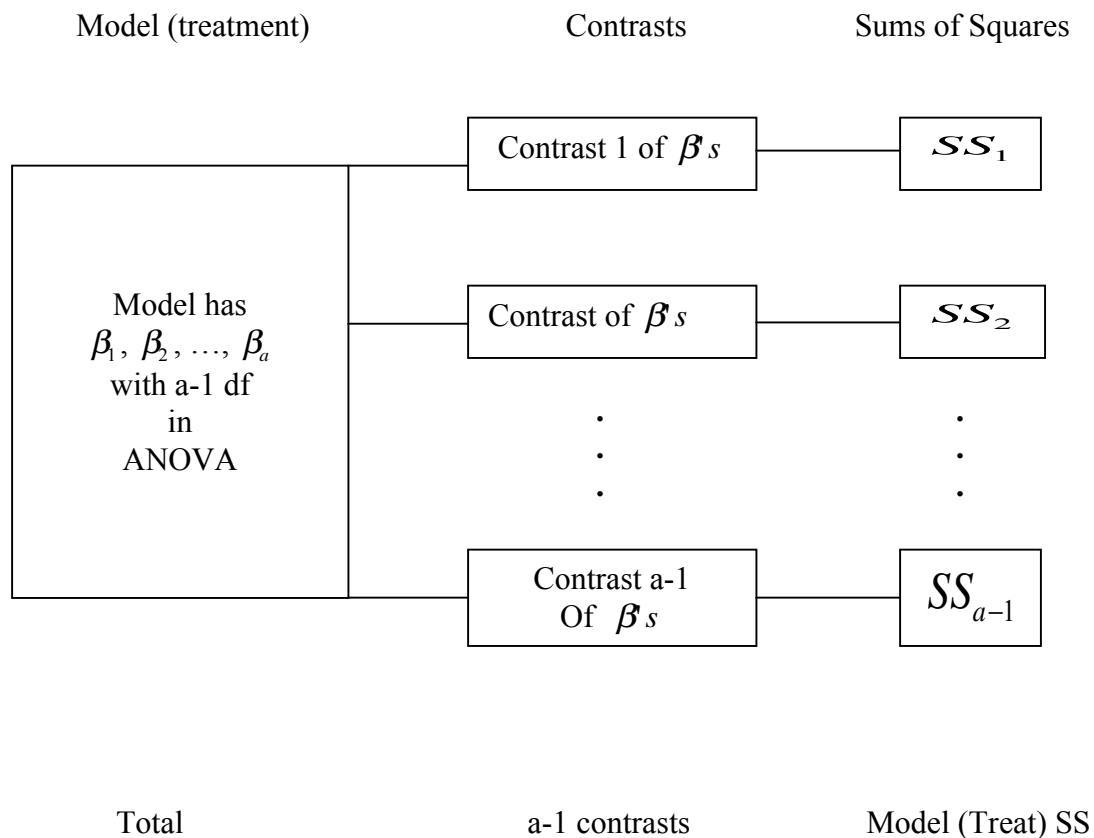 Model (treatment) Contrasts Sums of Squares
Contrast 1 of β's SS₁
Model has
β₁, β₂, …, βₐ
with a-1 df
in
ANOVA
Contrast of β's SS₂
.
.
.
.
.
.
Contrast a-1
Of β's
SSₐ₋₁
Total a-1 contrasts Model (Treat) SS